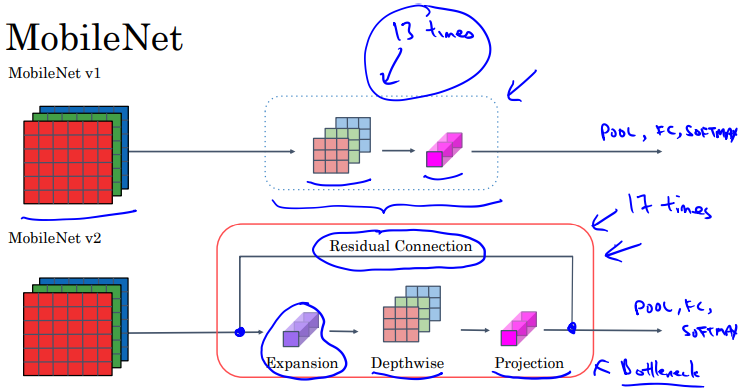 MobileNet
13 times
MobileNet v1
POOL, FC, SOFTMAX
17 times
MobileNet v2
Residual Connection
POOL, FC,
SOFTMAX
Expansion
Depthwise
Projection
Bottleneck